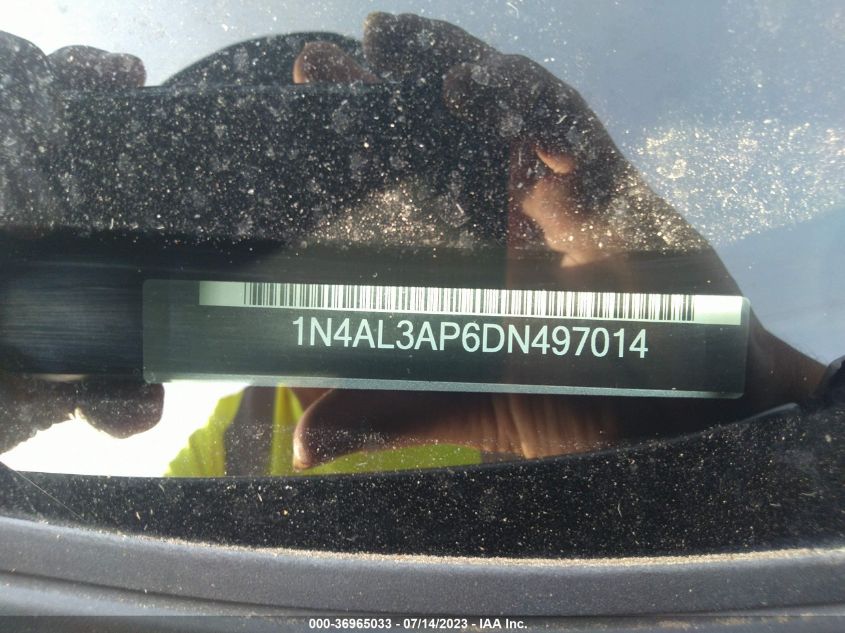 1N4AL3AP6DN497014
000-36965033 - 07/14/2023 - IAA Inc.